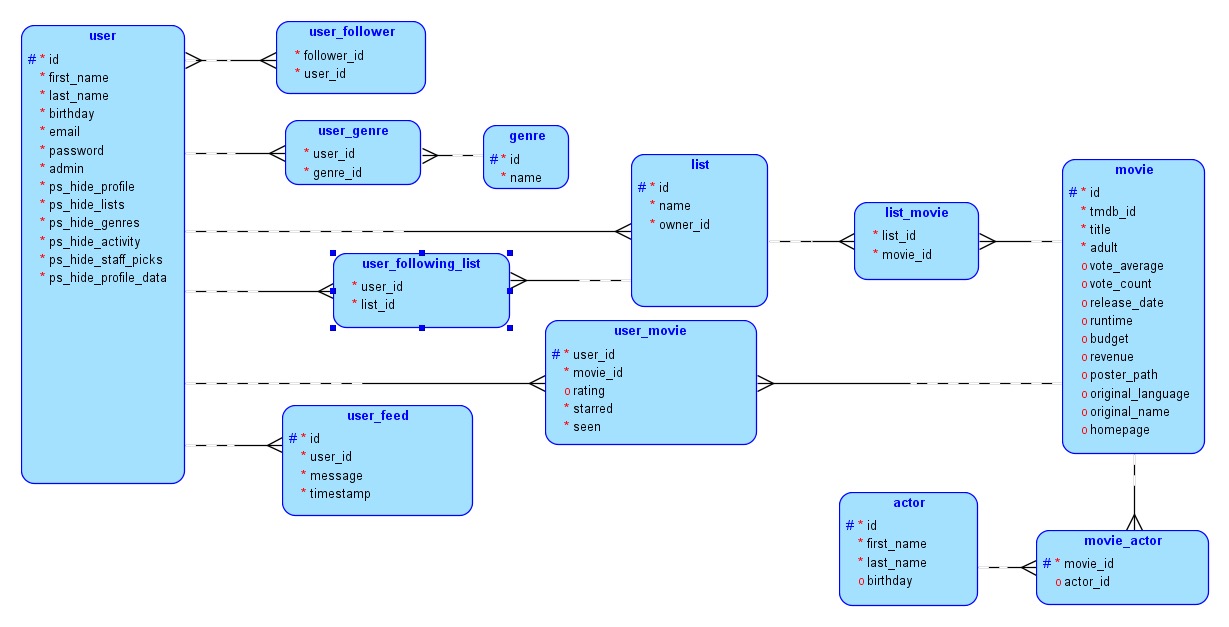 user
# * id
* first_name
* last_name
* birthday
* email
* password
* admin
* ps_hide_profile
* ps_hide_lists
* ps_hide_genres
* ps_hide_activity
* ps_hide_staff_picks
* ps_hide_profile_data
user_follower
* follower_id
* user_id
user_genre
* user_id
* genre_id
genre
# * id
* name
list
# * id
* name
* owner_id
list_movie
* list_id
* movie_id
movie
# * id
* tmdb_id
* title
* adult
o vote_average
o vote_count
o release_date
o runtime
o budget
o revenue
o poster_path
o original_language
o original_name
o homepage
user_following_list
* user_id
* list_id
user_movie
# * user_id
* movie_id
o rating
* starred
* seen
user_feed
# * id
* user_id
* message
* timestamp
actor
# * id
* first_name
* last_name
o birthday
movie_actor
# * movie_id
o actor_id